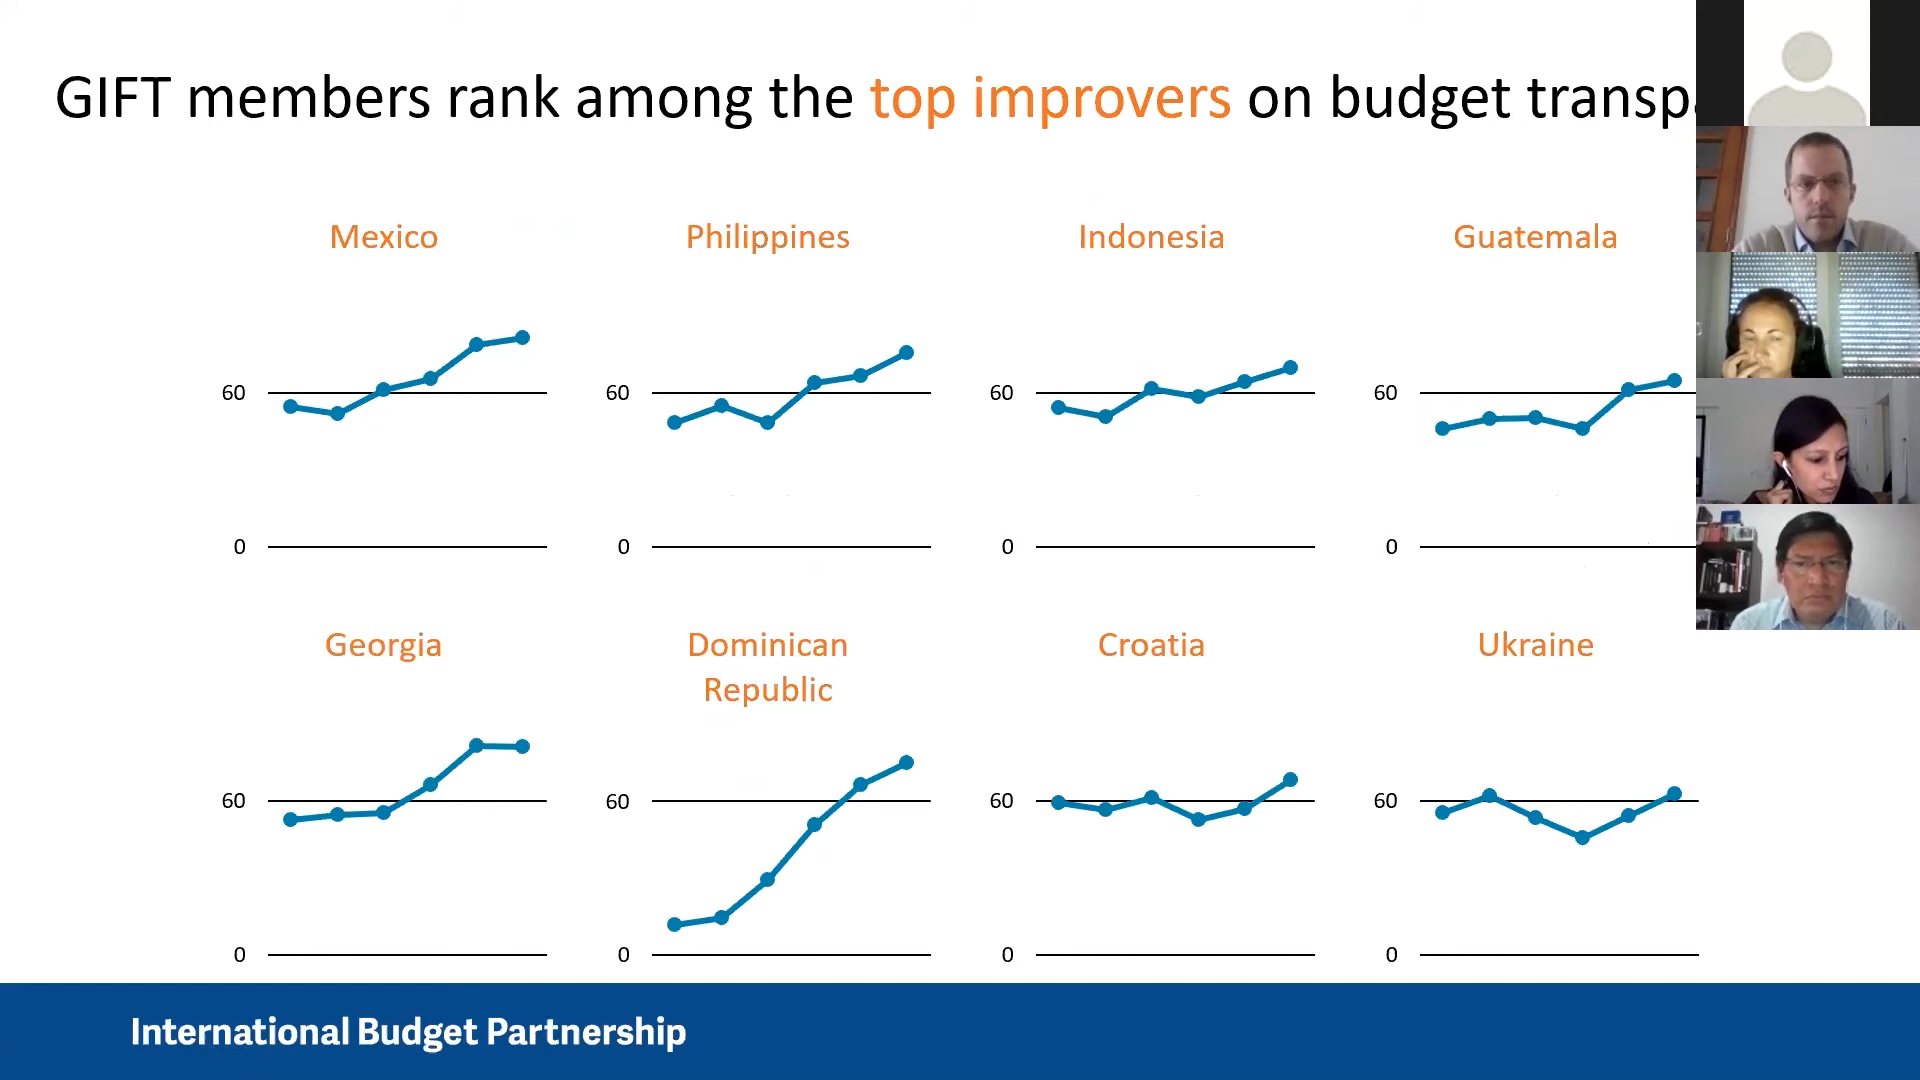 GIFT members rank among the top improvers on budget transp
Mexico
Philippines
Indonesia
Guatemala
60
60
60
60
0
0
0
0
Georgia
Dominican
Republic
Croatia
Ukraine
60
60
60
60
0
0
0
0
International Budget Partnership